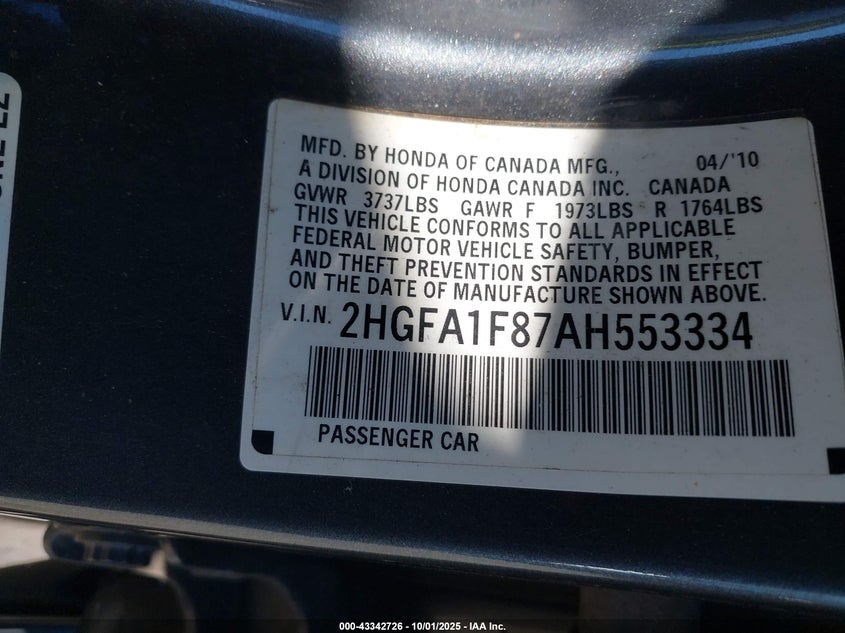 MFD. BY HONDA OF CANADA MFG., 04/'10
A DIVISION OF HONDA CANADA INC. CANADA
GVWR 3737LBS GAWR F 1973LBS R 1764LBS
THIS VEHICLE CONFORMS TO ALL APPLICABLE
FEDERAL MOTOR VEHICLE SAFETY, BUMPER,
AND THEFT PREVENTION STANDARDS IN EFFECT
ON THE DATE OF MANUFACTURE SHOWN ABOVE.
V.I.N. 2HGFA1F87AH553334
PASSENGER CAR
000-43342726 - 10/01/2025 - IAA Inc.